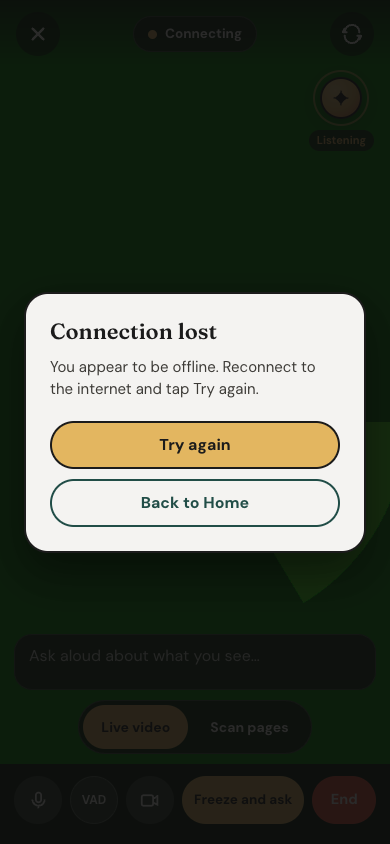 Connecting
Listening
Connection lost
You appear to be offline. Reconnect to
the internet and tap Try again.
Try again
Back to Home
Ask aloud about what you see...
Live video
Scan pages
VAD
Freeze and ask
End